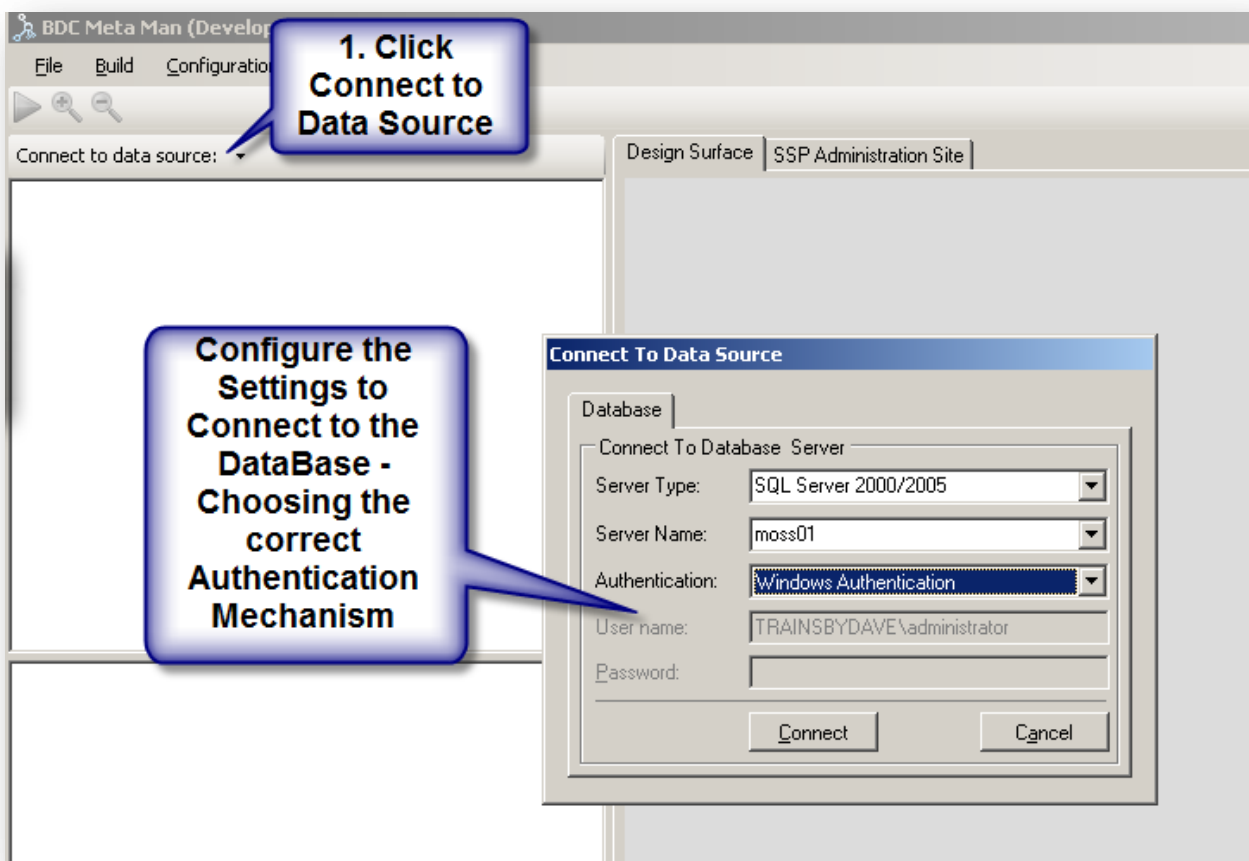 BDC Meta Man (Develop
File Build Configuration
1. Click
Connect to
Data Source
Connect to data source:
Design Surface
SSP Administration Site
Configure the
Settings to
Connect to the
DataBase -
Choosing the
correct
Authentication
Mechanism
Connect To Data Source
Database
Connect To Database Server
Server Type: SQL Server 2000/2005
Server Name: moss01
Authentication: Windows Authentication
User name: TRAINSBYDAVE\administrator
Password:
Connect Cancel